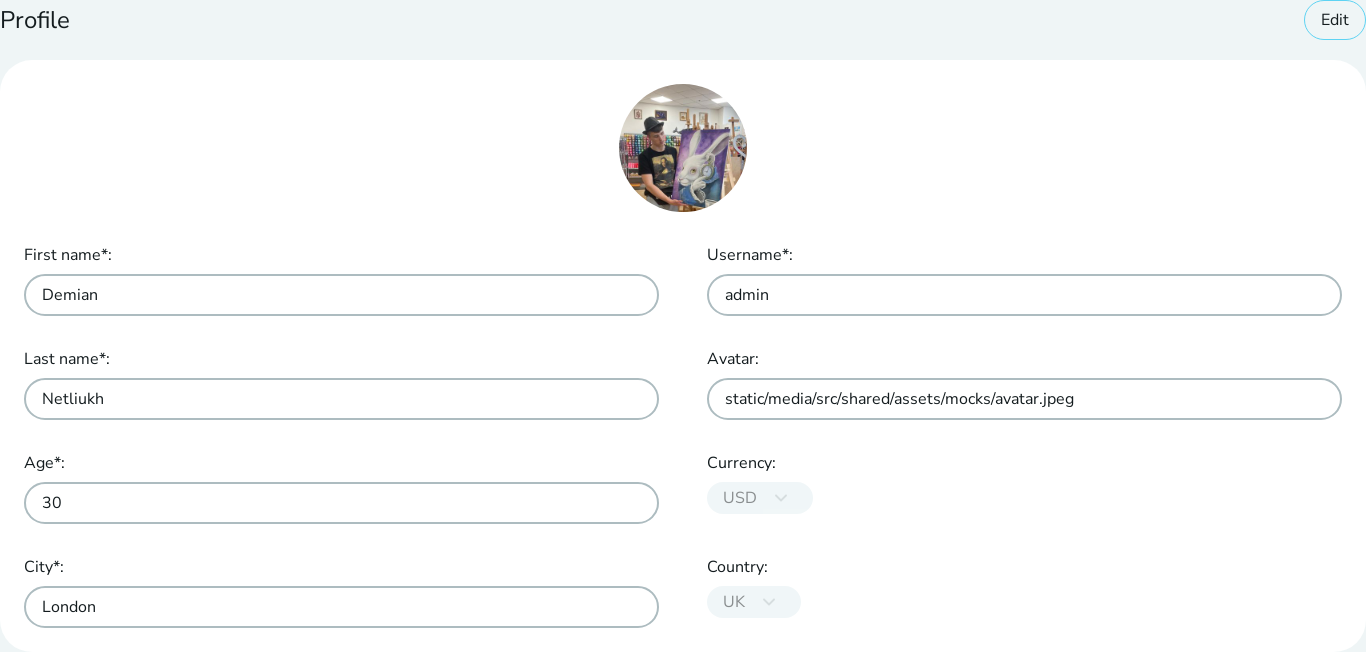 Profile
Edit
First name*:
Demian
Username*:
admin
Last name*:
Netliukh
Avatar:
static/media/src/shared/assets/mocks/avatar.jpeg
Age*:
30
Currency:
USD
City*:
London
Country:
UK